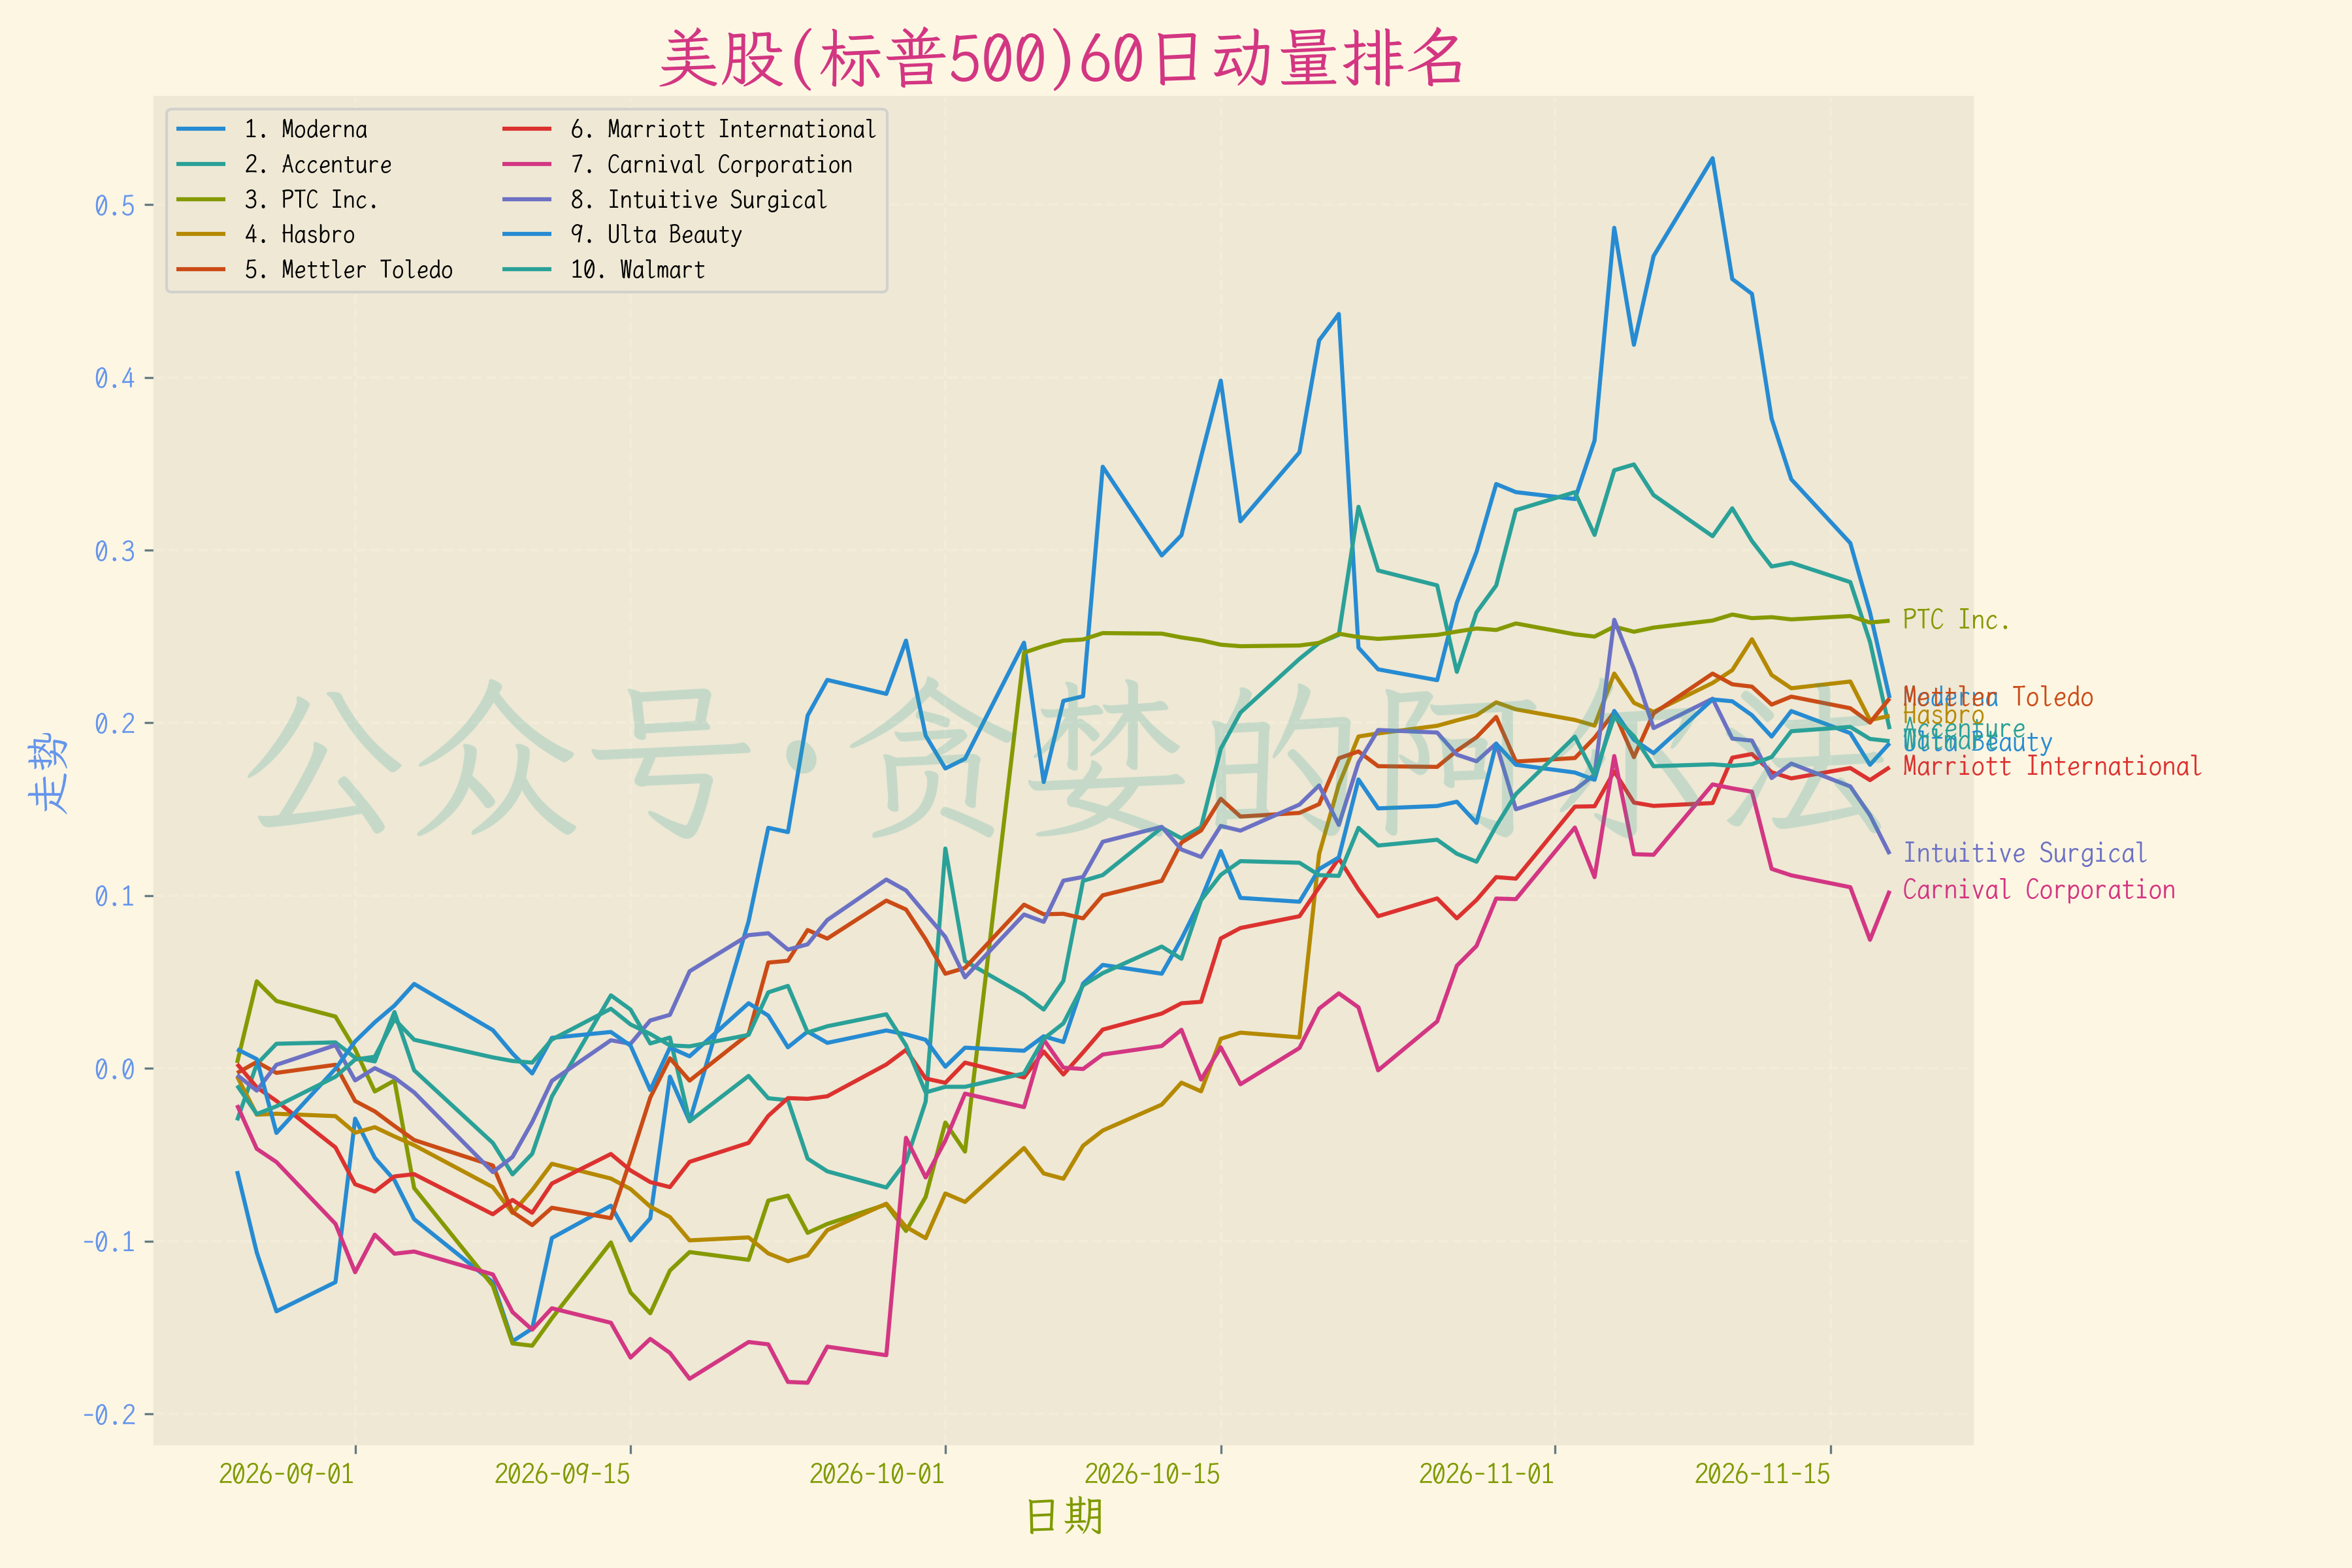 美股(标普500)60日动量排名
1. Moderna
2. Accenture
3. PTC Inc.
4. Hasbro
5. Mettler Toledo
6. Marriott International
7. Carnival Corporation
8. Intuitive Surgical
9. Ulta Beauty
10. Walmart
0.5
0.4
0.3
0.2
0.1
0.0
-0.1
-0.2
走势
公众号·贪婪的阿尔法
PTC Inc.
Moderna
Mettler Toledo
Hasbro
Accenture
Walmart
Ulta Beauty
Marriott International
Intuitive Surgical
Carnival Corporation
2026-09-01
2026-09-15
2026-10-01
2026-10-15
2026-11-01
2026-11-15
日期